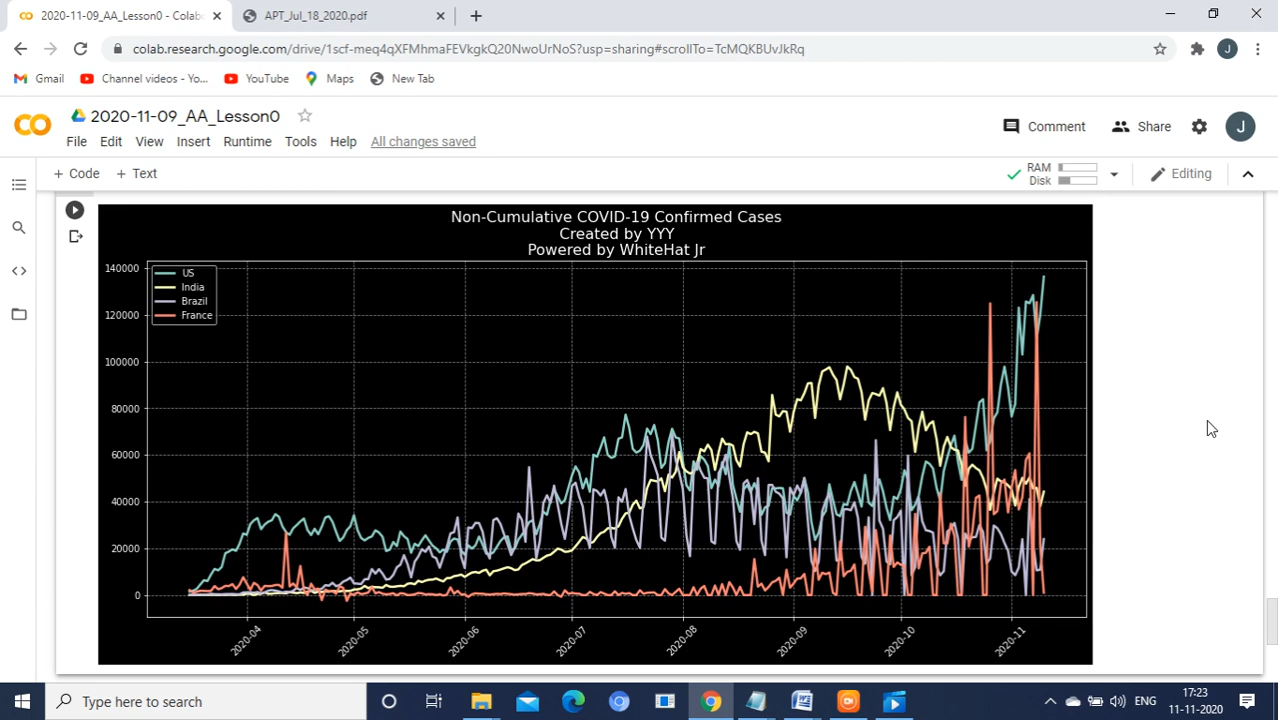 2020-11-09_AA_Lesson0 - Colab
APT_Jul_18_2020.pdf
colab.research.google.com/drive/1scf-meq4qXFMhmaFEVkgkQ20NwoUrNoS?usp=sharing#scrollTo=TcMQKBUvJkRq
J
Gmail
Channel videos - Yo...
YouTube
Maps
New Tab
2020-11-09_AA_Lesson0
Comment
Share
J
File Edit View Insert Runtime Tools Help All changes saved
+ Code + Text
RAM
Disk
Editing
Non-Cumulative COVID-19 Confirmed Cases
Created by YYY
Powered by WhiteHat Jr
US
India
Brazil
France
140000
120000
100000
80000
60000
40000
20000
0
2020-04
2020-05
2020-06
2020-07
2020-08
2020-09
2020-10
2020-11
Type here to search
ENG
17:23
11-11-2020